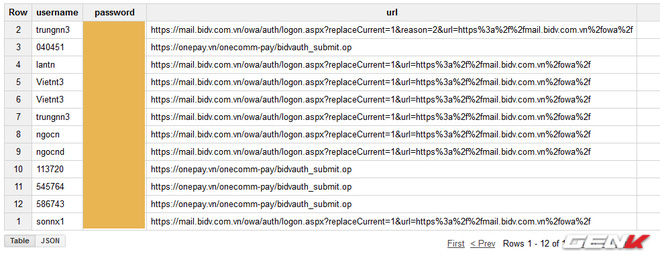 Row username password url
2 trungnn3 https://mail.bidv.com.vn/owa/auth/logon.aspx?replaceCurrent=1&reason=2&url=https%3a%2f%2fmail.bidv.com.vn%2fowa%2f
3 040451 https://onepay.vn/onecomm-pay/bidvauth_submit.op
4 lantn https://mail.bidv.com.vn/owa/auth/logon.aspx?replaceCurrent=1&url=https%3a%2f%2fmail.bidv.com.vn%2fowa%2f
5 Vietnt3 https://mail.bidv.com.vn/owa/auth/logon.aspx?replaceCurrent=1&url=https%3a%2f%2fmail.bidv.com.vn%2fowa%2f
6 Vietnt3 https://mail.bidv.com.vn/owa/auth/logon.aspx?replaceCurrent=1&url=https%3a%2f%2fmail.bidv.com.vn%2fowa%2f
7 trungnn3 https://mail.bidv.com.vn/owa/auth/logon.aspx?replaceCurrent=1&url=https%3a%2f%2fmail.bidv.com.vn%2fowa%2f
8 ngocn https://mail.bidv.com.vn/owa/auth/logon.aspx?replaceCurrent=1&url=https%3a%2f%2fmail.bidv.com.vn%2fowa%2f
9 ngocnd https://mail.bidv.com.vn/owa/auth/logon.aspx?replaceCurrent=1&url=https%3a%2f%2fmail.bidv.com.vn%2fowa%2f
10 113720 https://onepay.vn/onecomm-pay/bidvauth_submit.op
11 545764 https://onepay.vn/onecomm-pay/bidvauth_submit.op
12 586743 https://onepay.vn/onecomm-pay/bidvauth_submit.op
1 sonnx1 https://mail.bidv.com.vn/owa/auth/logon.aspx?replaceCurrent=1&url=https%3a%2f%2fmail.bidv.com.vn%2fowa%2f
Table JSON First < Prev Rows 1 - 12 of
GENK